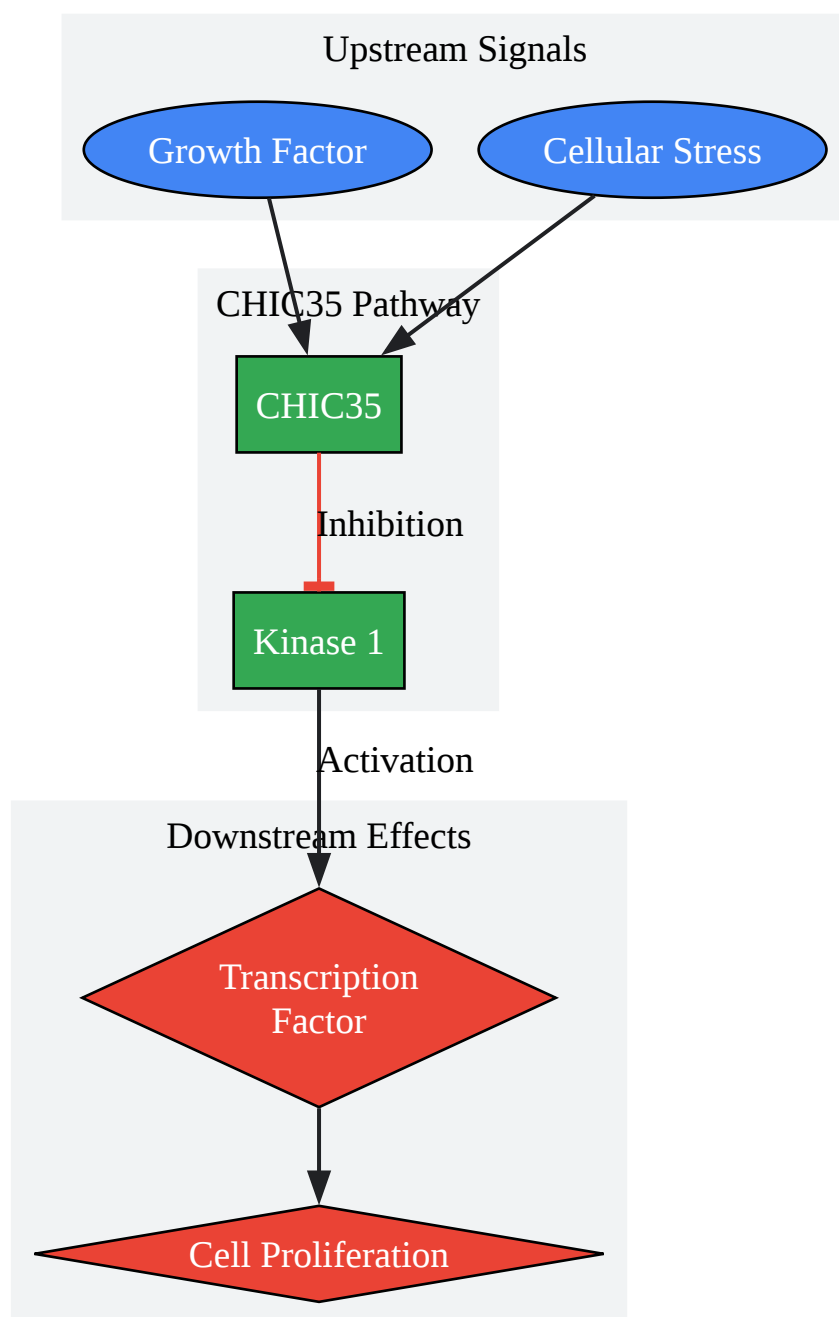 Upstream Signals
Growth Factor
Cellular Stress
CHIC35 Pathway
CHIC35
Inhibition
Kinase 1
Activation
Downstream Effects
Transcription
Factor
Cell Proliferation